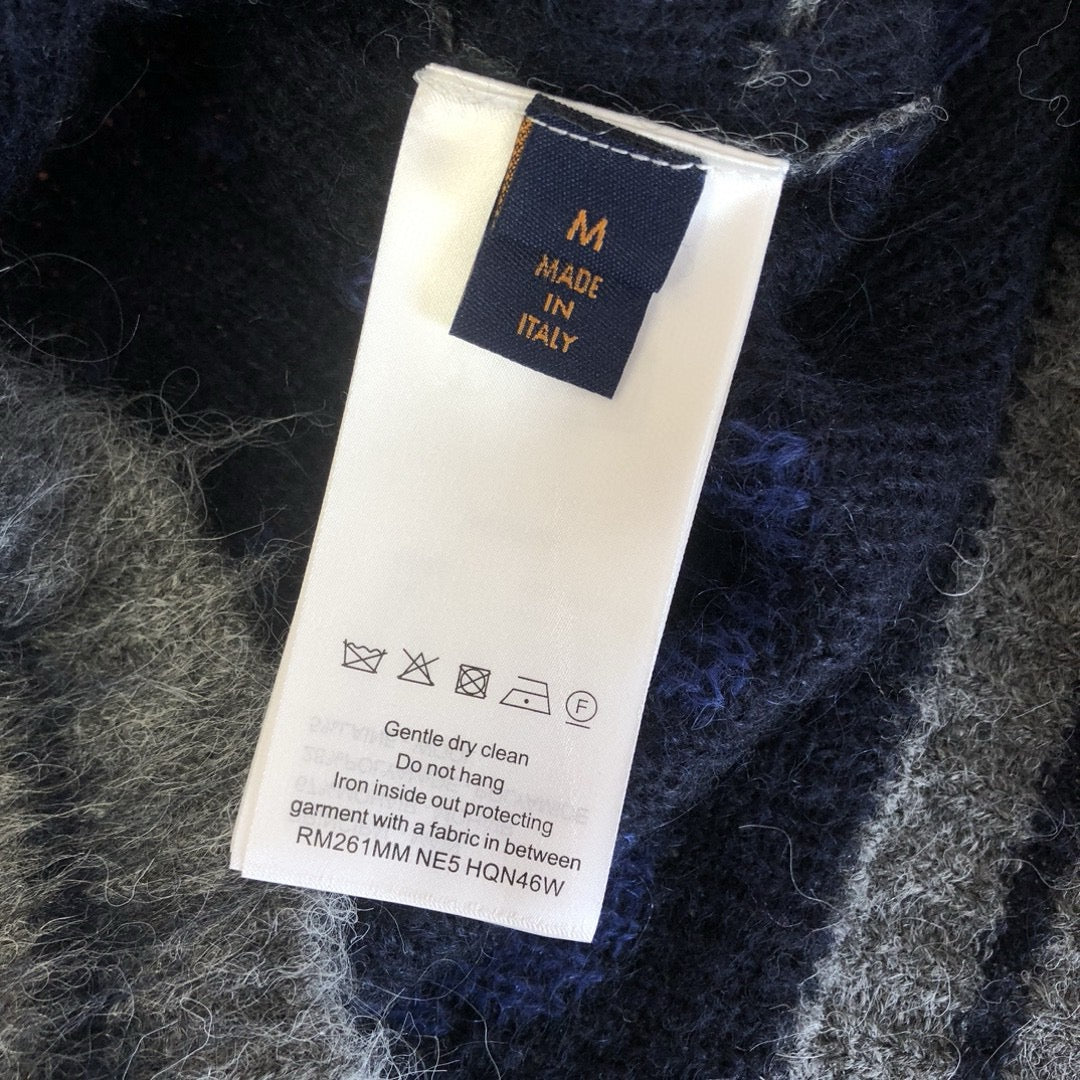 M
MADE
IN
ITALY
F
Gentle dry clean
Do not hang
Iron inside out protecting
garment with a fabric in between
RM261MM NE5 HQN46W